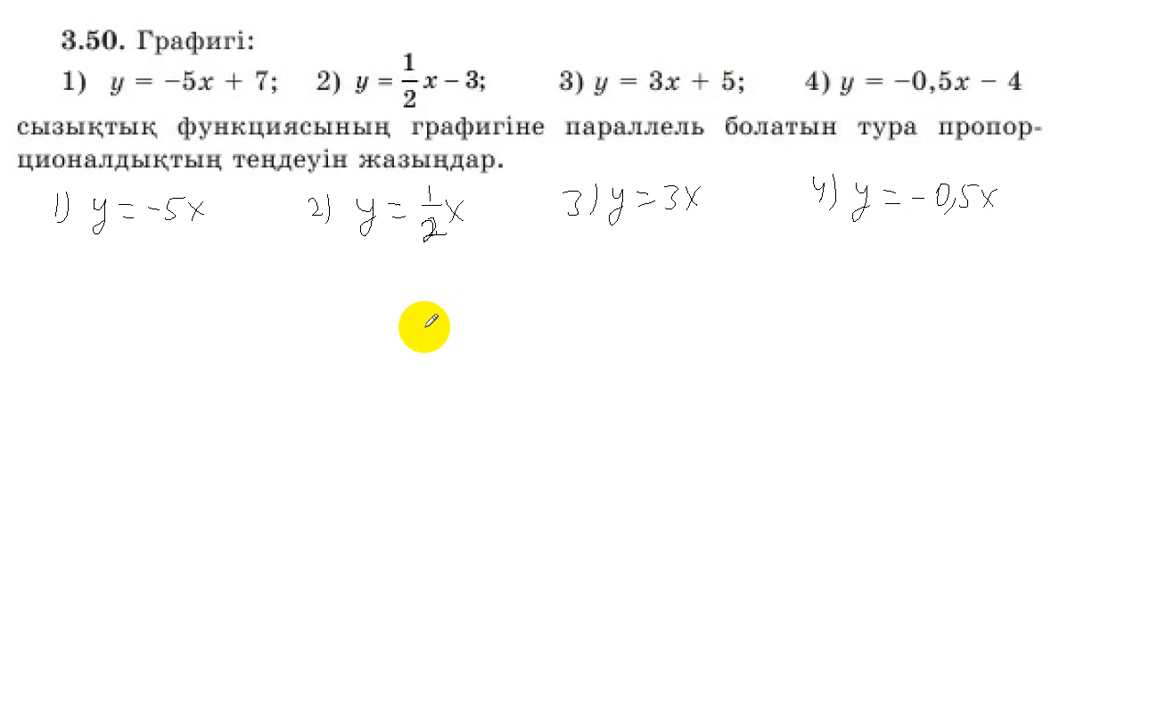 3.50. Графигі:
1) y = −5x + 7; 2) y = 1/2 x − 3; 3) y = 3x + 5; 4) y = −0,5x − 4
сызықтық функциясының графигіне параллель болатын тура пропор-
ционалдықтың теңдеуін жазыңдар.
1) y = -5x 2) y = 1/2 x 3) y = 3x 4) y = - 0,5x